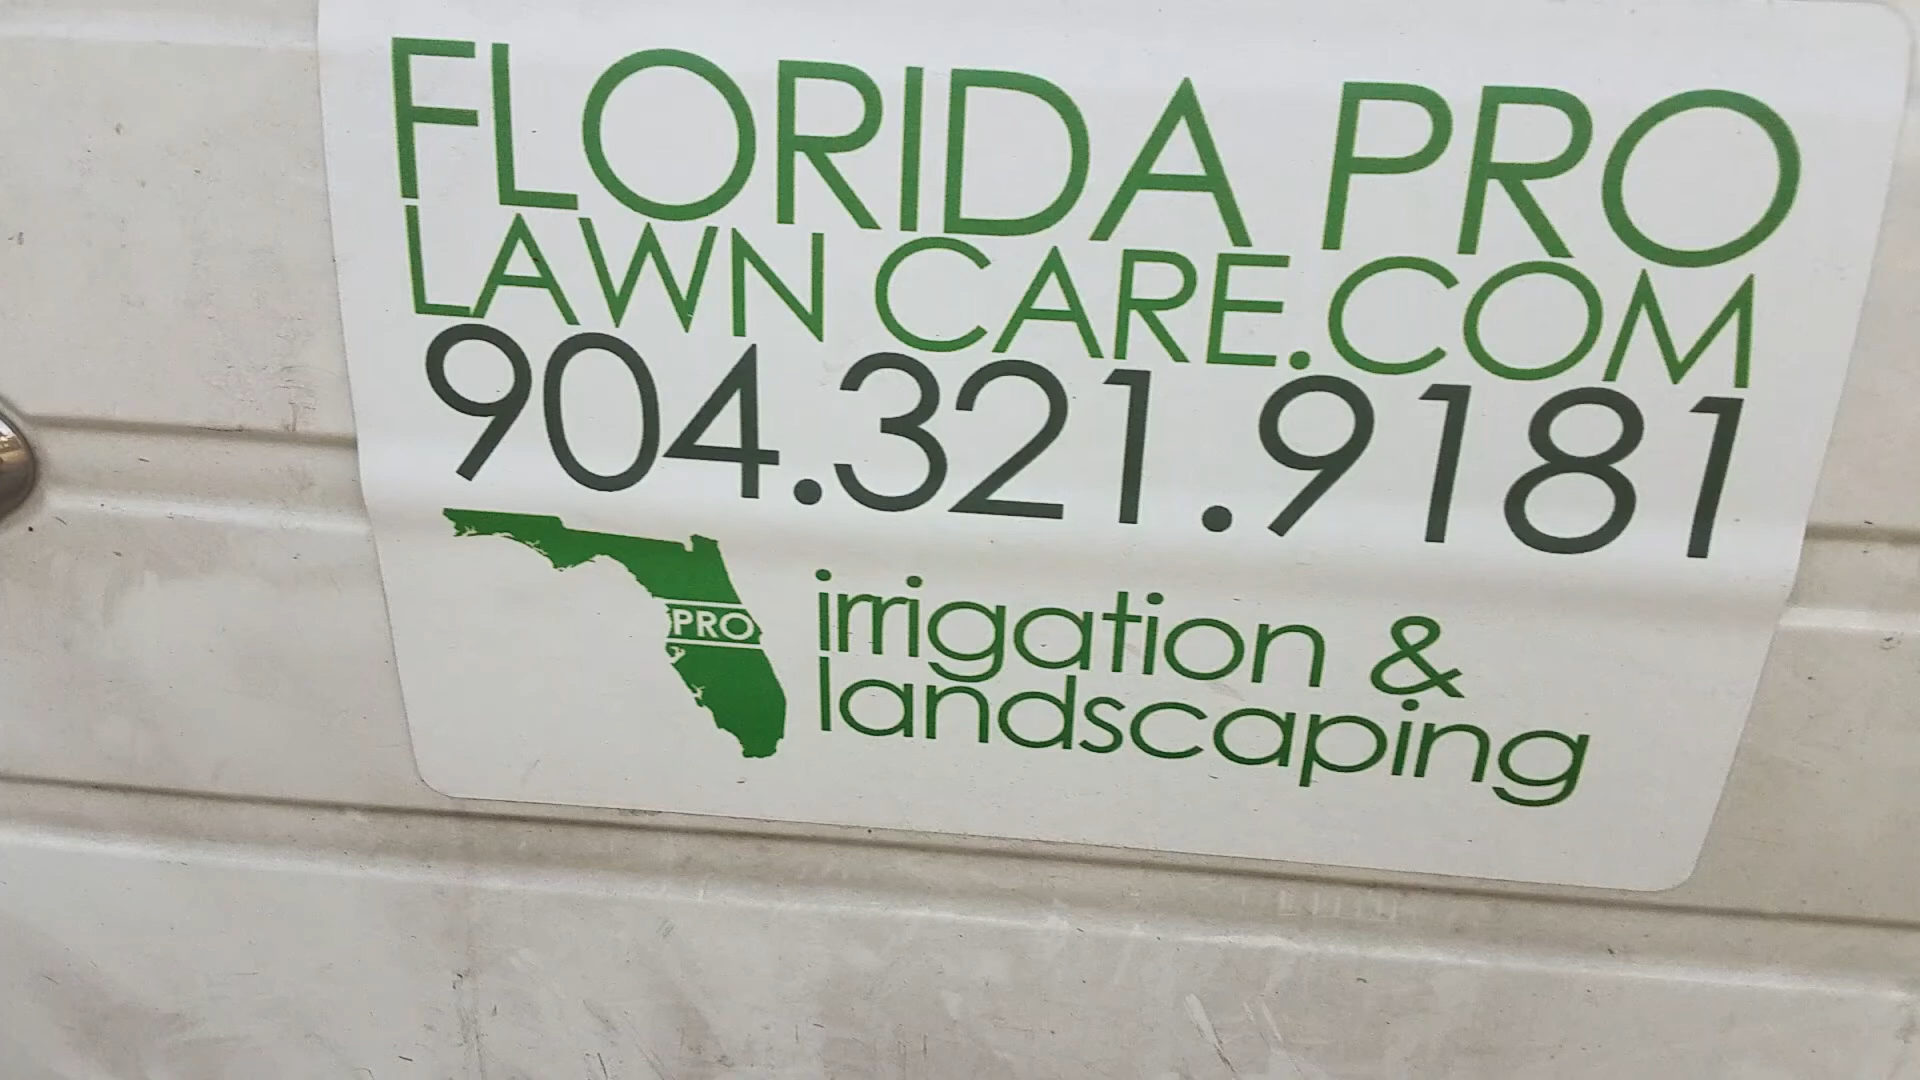 FLORIDA PRO
LAWN CARE.COM
904.321.9181
PRO
irrigation &
landscaping